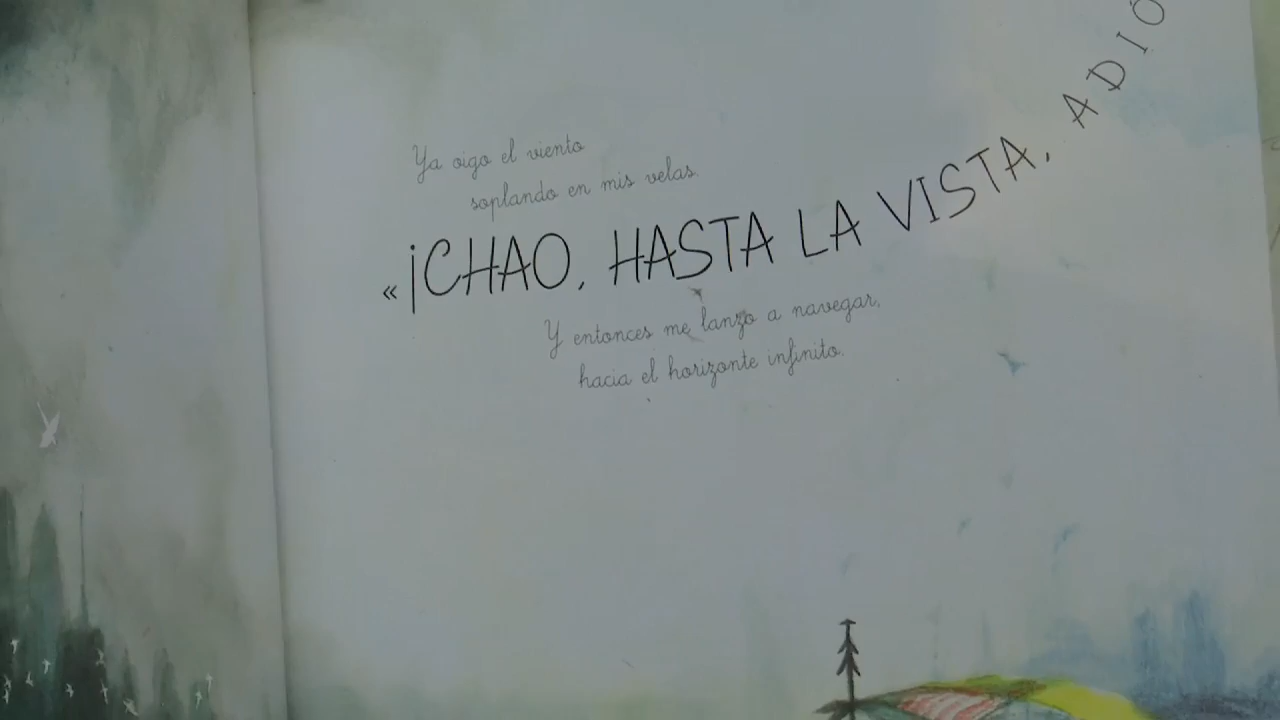 Ya oigo el viento
soplando en mis velas.
«¡CHAO, HASTA LA VISTA, ADIÓ
Y entonces me lanzo a navegar,
hacia el horizonte infinito.